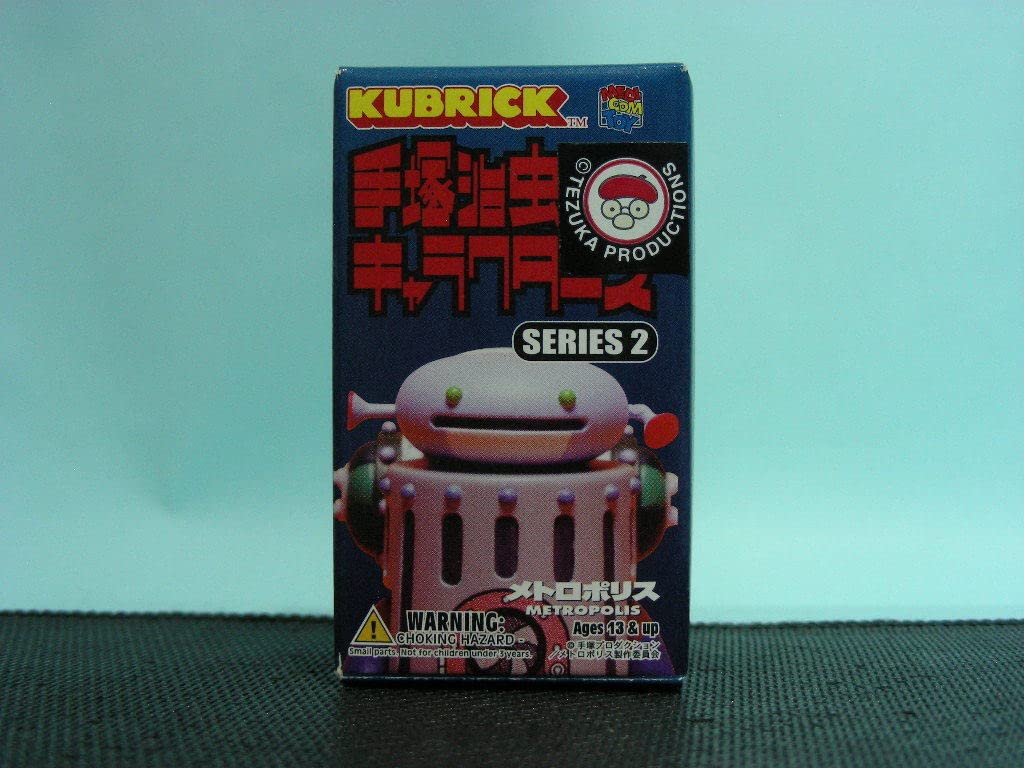 KUBRICK TM
MEDI COM TOY
手塚治虫
キャラクターズ
© TEZUKA PRODUCTIONS
SERIES 2
メトロポリス
METROPOLIS
Ages 13 & up
WARNING:
CHOKING HAZARD -
Small parts. Not for children under 3 years.
© 手塚プロダクション
/メトロポリス製作委員会